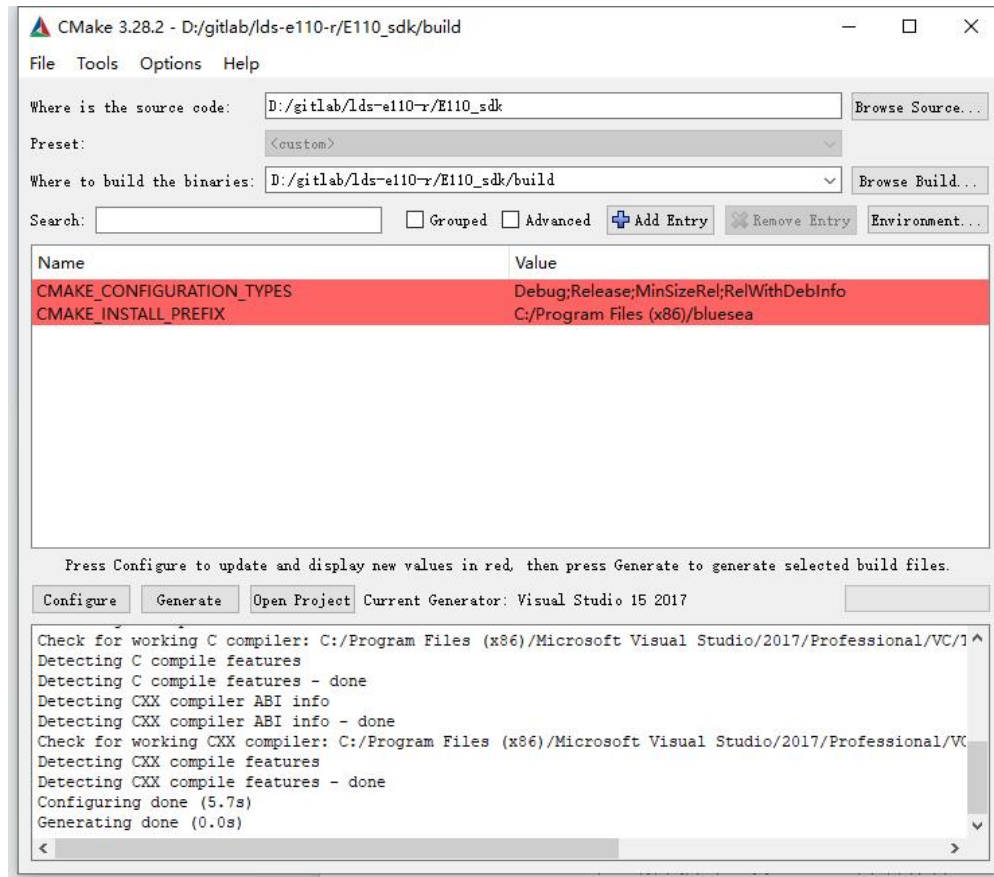 CMake 3.28.2 - D:/gitlab/lds-e110-r/E110_sdk/build
File Tools Options Help
Where is the source code: D:/gitlab/lds-e110-r/E110_sdk Browse Source...
Preset: <custom>
Where to build the binaries: D:/gitlab/lds-e110-r/E110_sdk/build Browse Build...
Search: Grouped Advanced Add Entry Remove Entry Environment...
Name Value
CMAKE_CONFIGURATION_TYPES Debug;Release;MinSizeRel;RelWithDebInfo
CMAKE_INSTALL_PREFIX C:/Program Files (x86)/bluesea
Press Configure to update and display new values in red, then press Generate to generate selected build files.
Configure Generate Open Project Current Generator: Visual Studio 15 2017
Check for working C compiler: C:/Program Files (x86)/Microsoft Visual Studio/2017/Professional/VC/
Detecting C compile features
Detecting C compile features - done
Detecting CXX compiler ABI info
Detecting CXX compiler ABI info - done
Check for working CXX compiler: C:/Program Files (x86)/Microsoft Visual Studio/2017/Professional/
Detecting CXX compile features
Detecting CXX compile features - done
Configuring done (5.7s)
Generating done (0.0s)